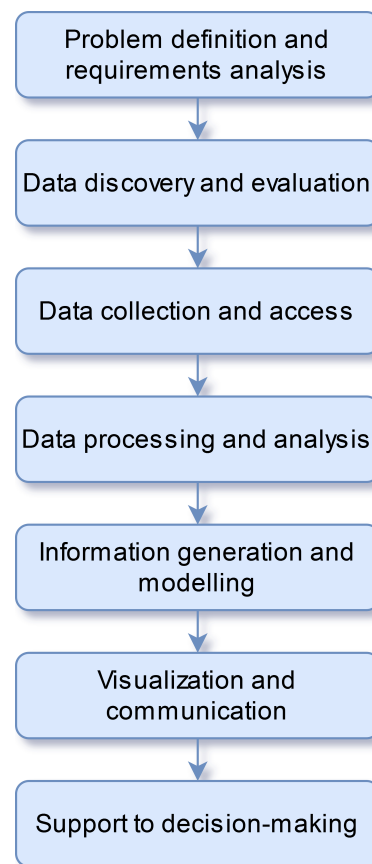 Problem definition and
requirements analysis
Data discovery and evaluation
Data collection and access
Data processing and analysis
Information generation and
modelling
Visualization and
communication
Support to decision-making